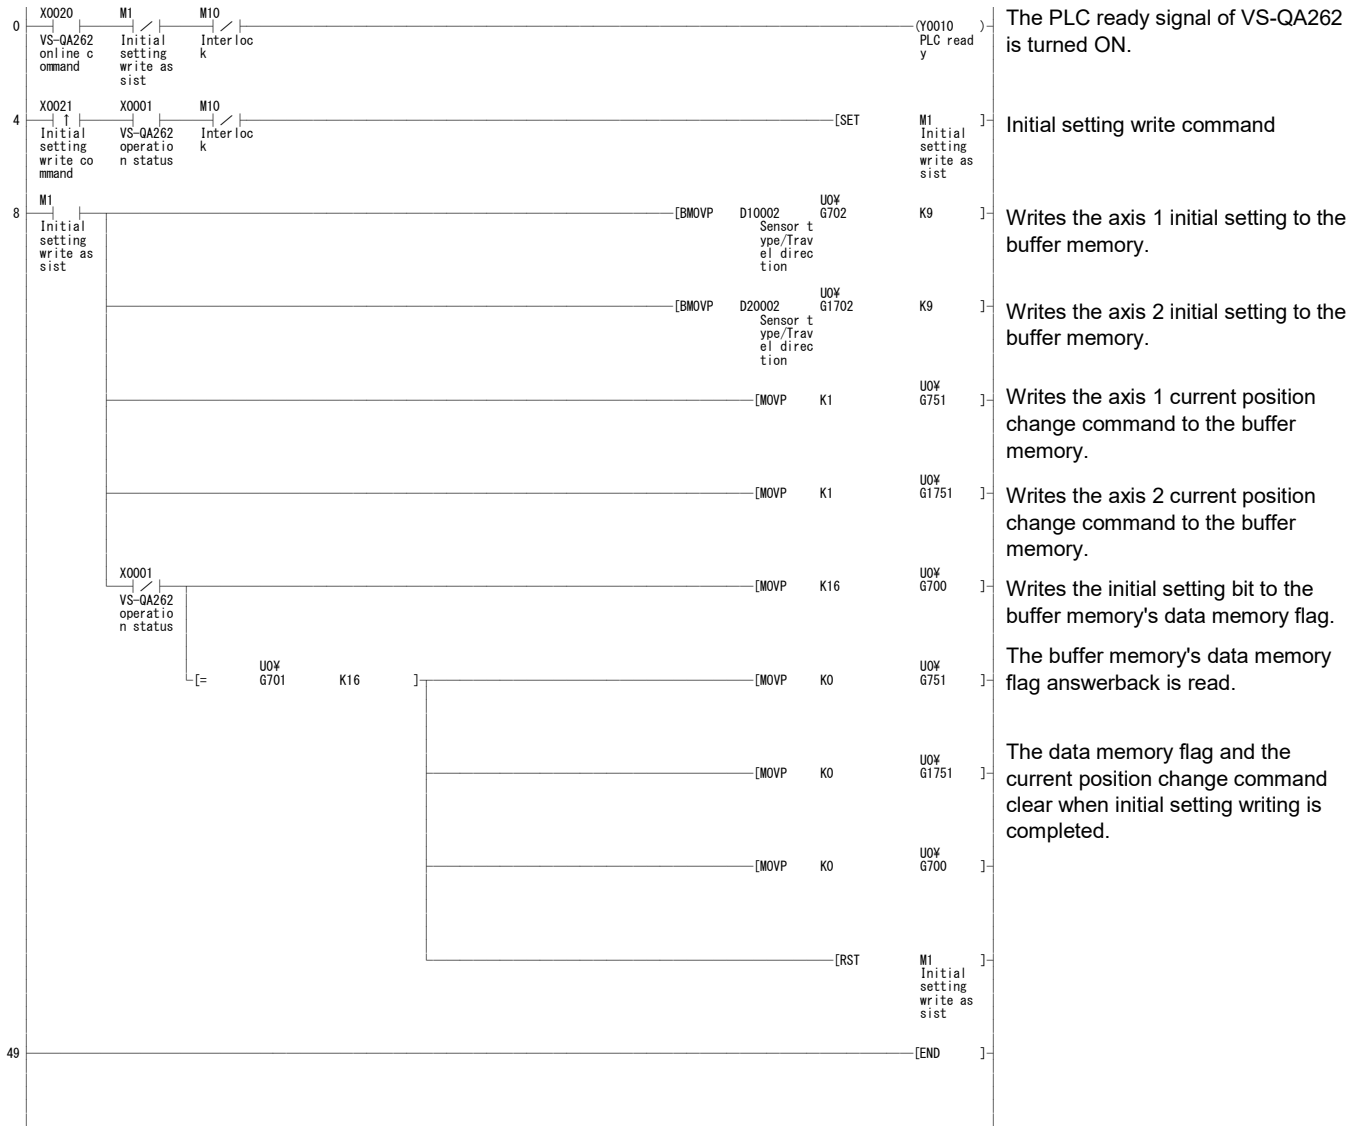 X0020 M1 M10
0 (Y0010 )
VS-QA262 Initial Interloc PLC read
online c setting k y
ommand write as
sist
The PLC ready signal of VS-QA262
is turned ON.
X0021 X0001 M10
4 ↑ [SET M1 ]
Initial VS-QA262 Interloc Initial
setting operatio k setting
write co n status write as
mmand sist
Initial setting write command
M1 U0¥
8 [BMOVP D10002 G702 K9 ]
Initial Sensor t
setting ype/Trav
write as el direc
sist tion
Writes the axis 1 initial setting to the
buffer memory.
U0¥
[BMOVP D20002 G1702 K9 ]
Sensor t
ype/Trav
el direc
tion
Writes the axis 2 initial setting to the
buffer memory.
U0¥
[MOVP K1 G751 ]
Writes the axis 1 current position
change command to the buffer
memory.
U0¥
[MOVP K1 G1751 ]
Writes the axis 2 current position
change command to the buffer
memory.
X0001 U0¥
[MOVP K16 G700 ]
VS-QA262
operatio
n status
Writes the initial setting bit to the
buffer memory's data memory flag.
U0¥ U0¥
[= G701 K16 ] [MOVP K0 G751 ]
The buffer memory's data memory
flag answerback is read.
U0¥
[MOVP K0 G1751 ]
The data memory flag and the
current position change command
clear when initial setting writing is
completed.
U0¥
[MOVP K0 G700 ]
[RST M1 ]
Initial
setting
write as
sist
49 [END ]